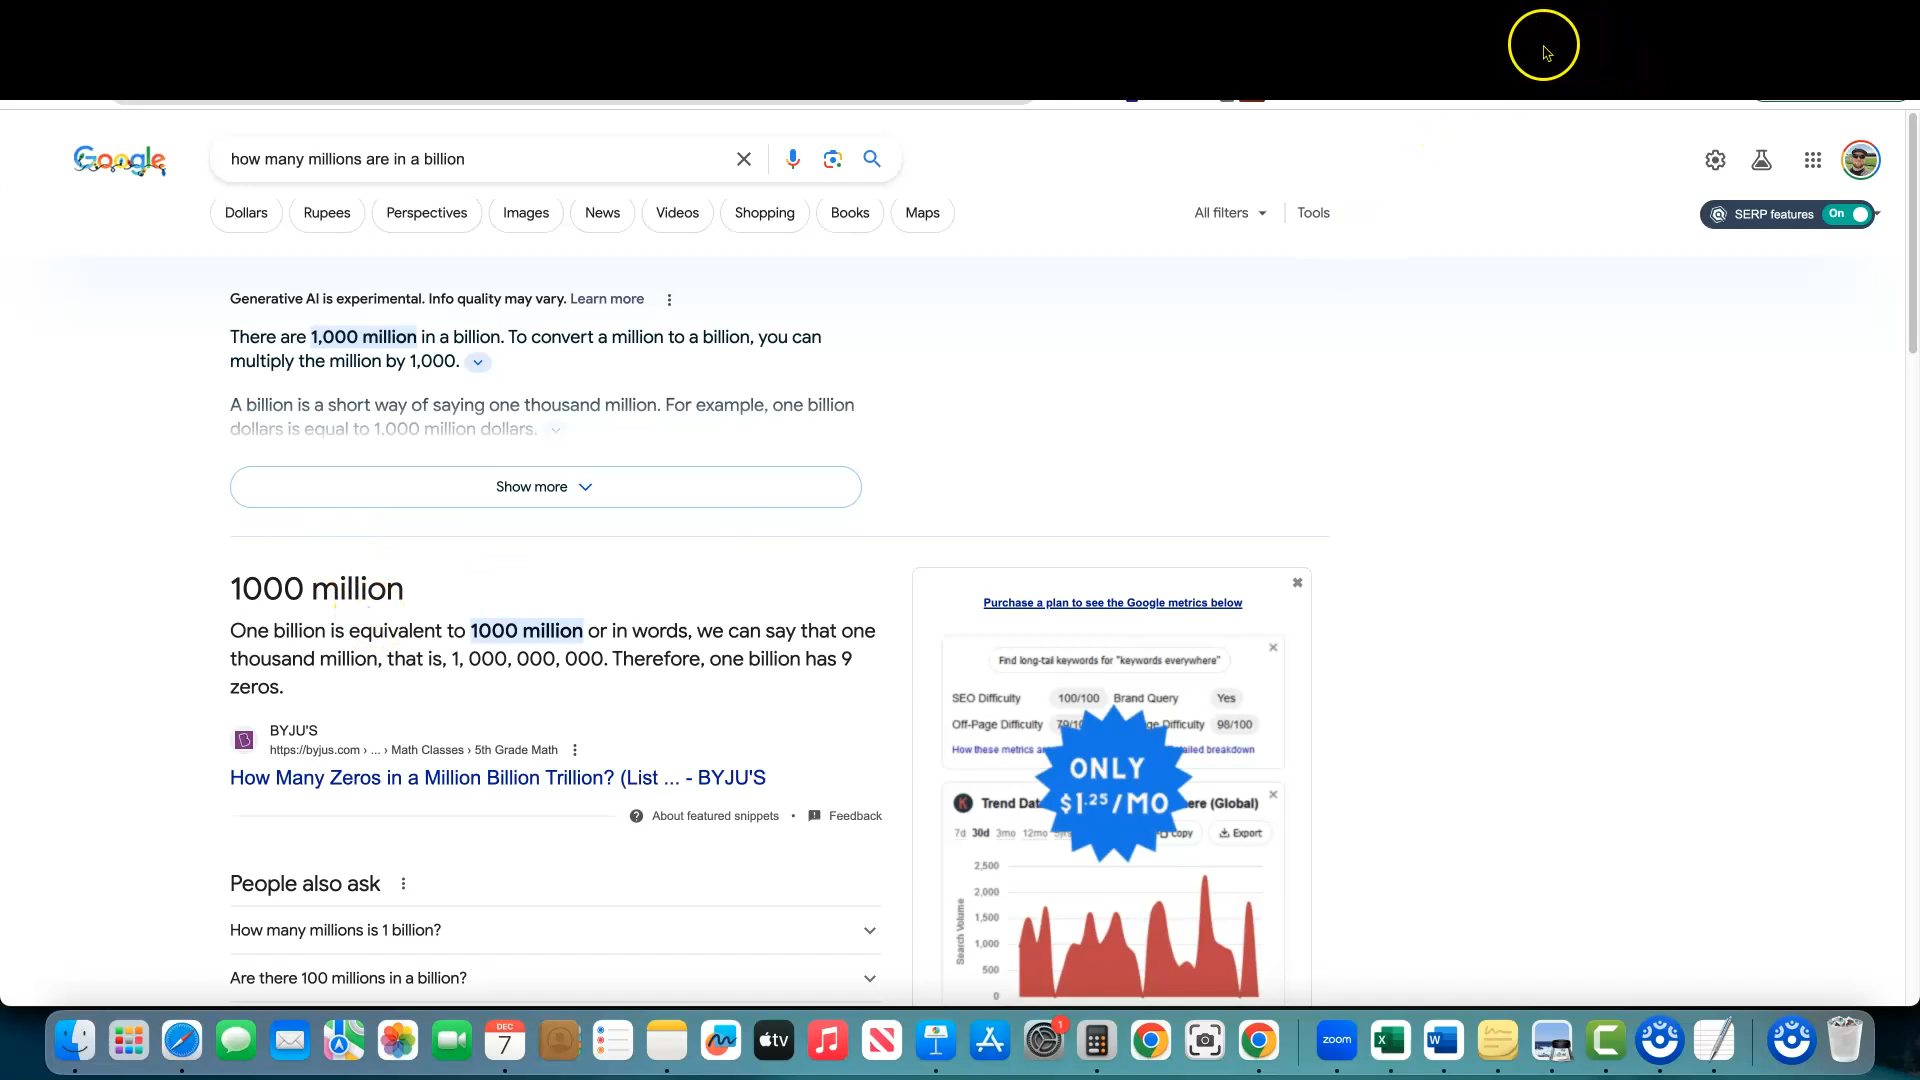 Google
how many millions are in a billion
Dollars Rupees Perspectives Images News Videos Shopping Books Maps
All filters Tools
SERP features On
Generative AI is experimental. Info quality may vary. Learn more
There are 1,000 million in a billion. To convert a million to a billion, you can
multiply the million by 1,000.
A billion is a short way of saying one thousand million. For example, one billion
dollars is equal to 1,000 million dollars.
Show more
1000 million
One billion is equivalent to 1000 million or in words, we can say that one
thousand million, that is, 1, 000, 000, 000. Therefore, one billion has 9
zeros.
BYJU'S
https://byjus.com › ... › Math Classes › 5th Grade Math
How Many Zeros in a Million Billion Trillion? (List ... - BYJU'S
About featured snippets • Feedback
People also ask
How many millions is 1 billion?
Are there 100 millions in a billion?
Purchase a plan to see the Google metrics below
Find long-tail keywords for "keywords everywhere"
SEO Difficulty 100/100 Brand Query Yes
Off-Page Difficulty Difficulty 98/100
How these metrics breakdown
ONLY
$1.25/MO
Trend (Global)
7d 30d 3mo 12mo Copy Export
2,500
2,000
1,500
1,000
500
0
Search Volume
DEC
7
tv
1
zoom
X
W